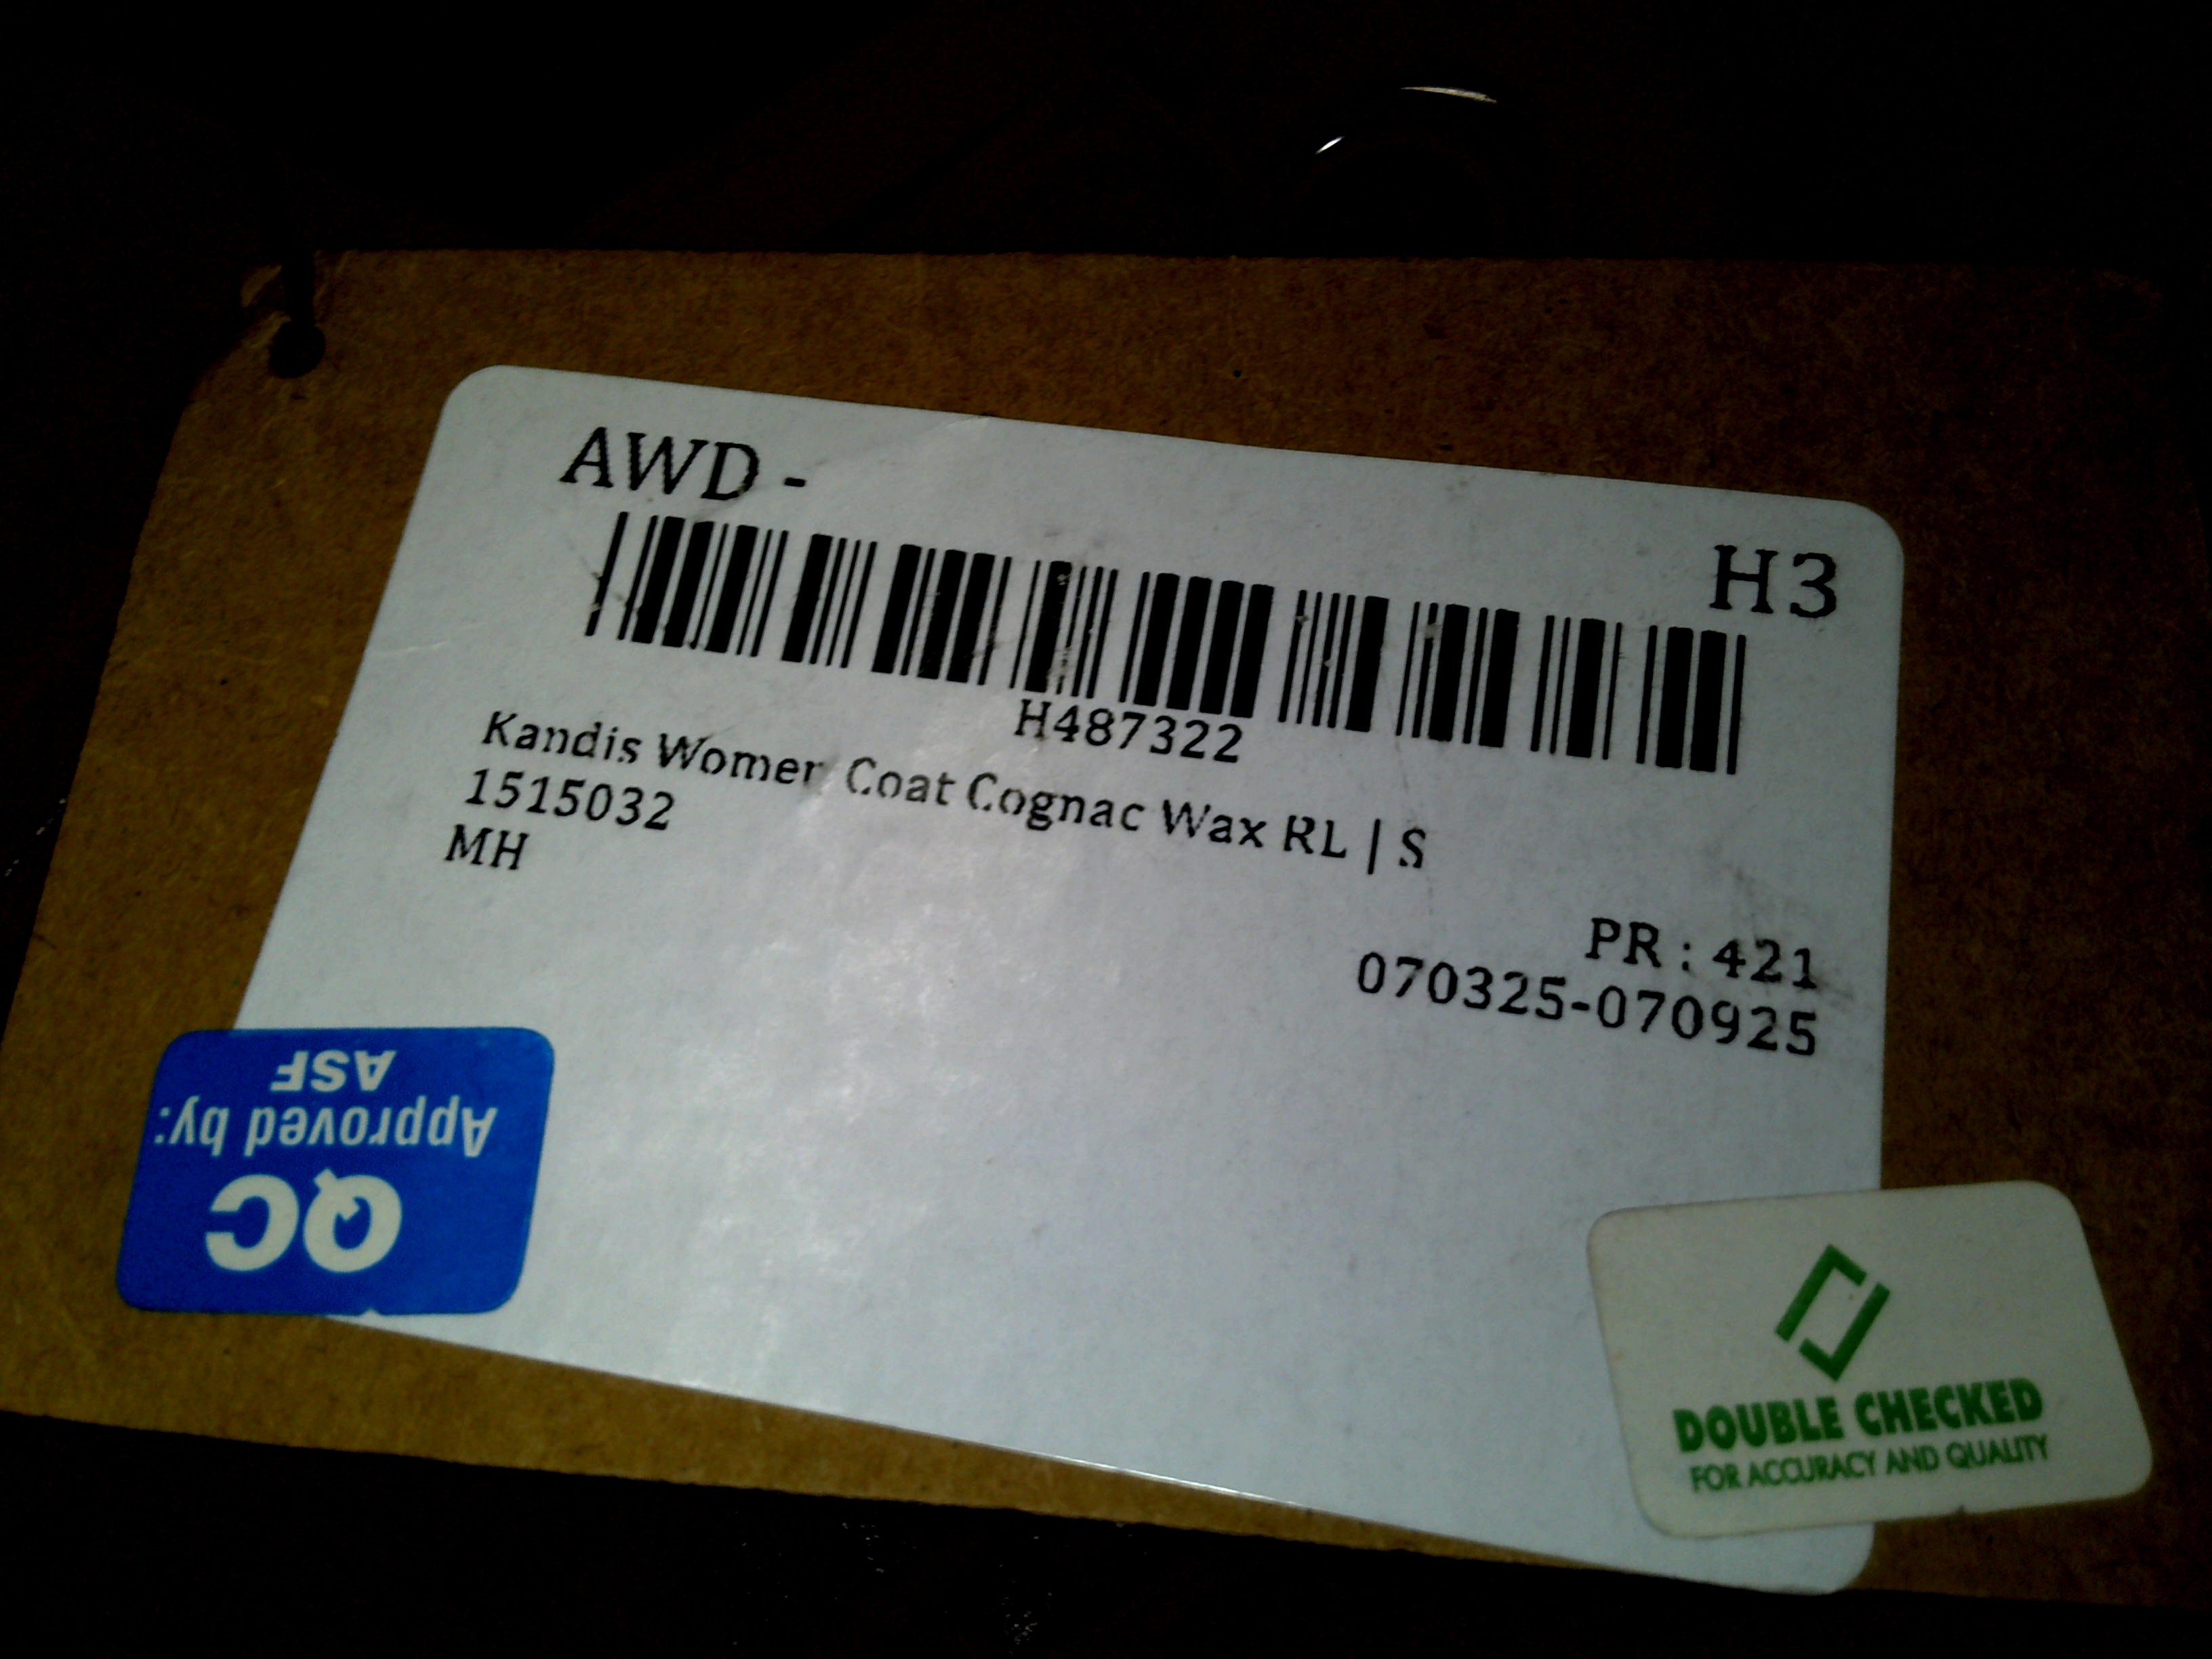 AWD -
H3
H487322
Kandis Women Coat Cognac Wax RL | S
1515032
MH
PR : 421
070325-070925
QC
Approved by:
ASF
DOUBLE CHECKED
FOR ACCURACY AND QUALITY